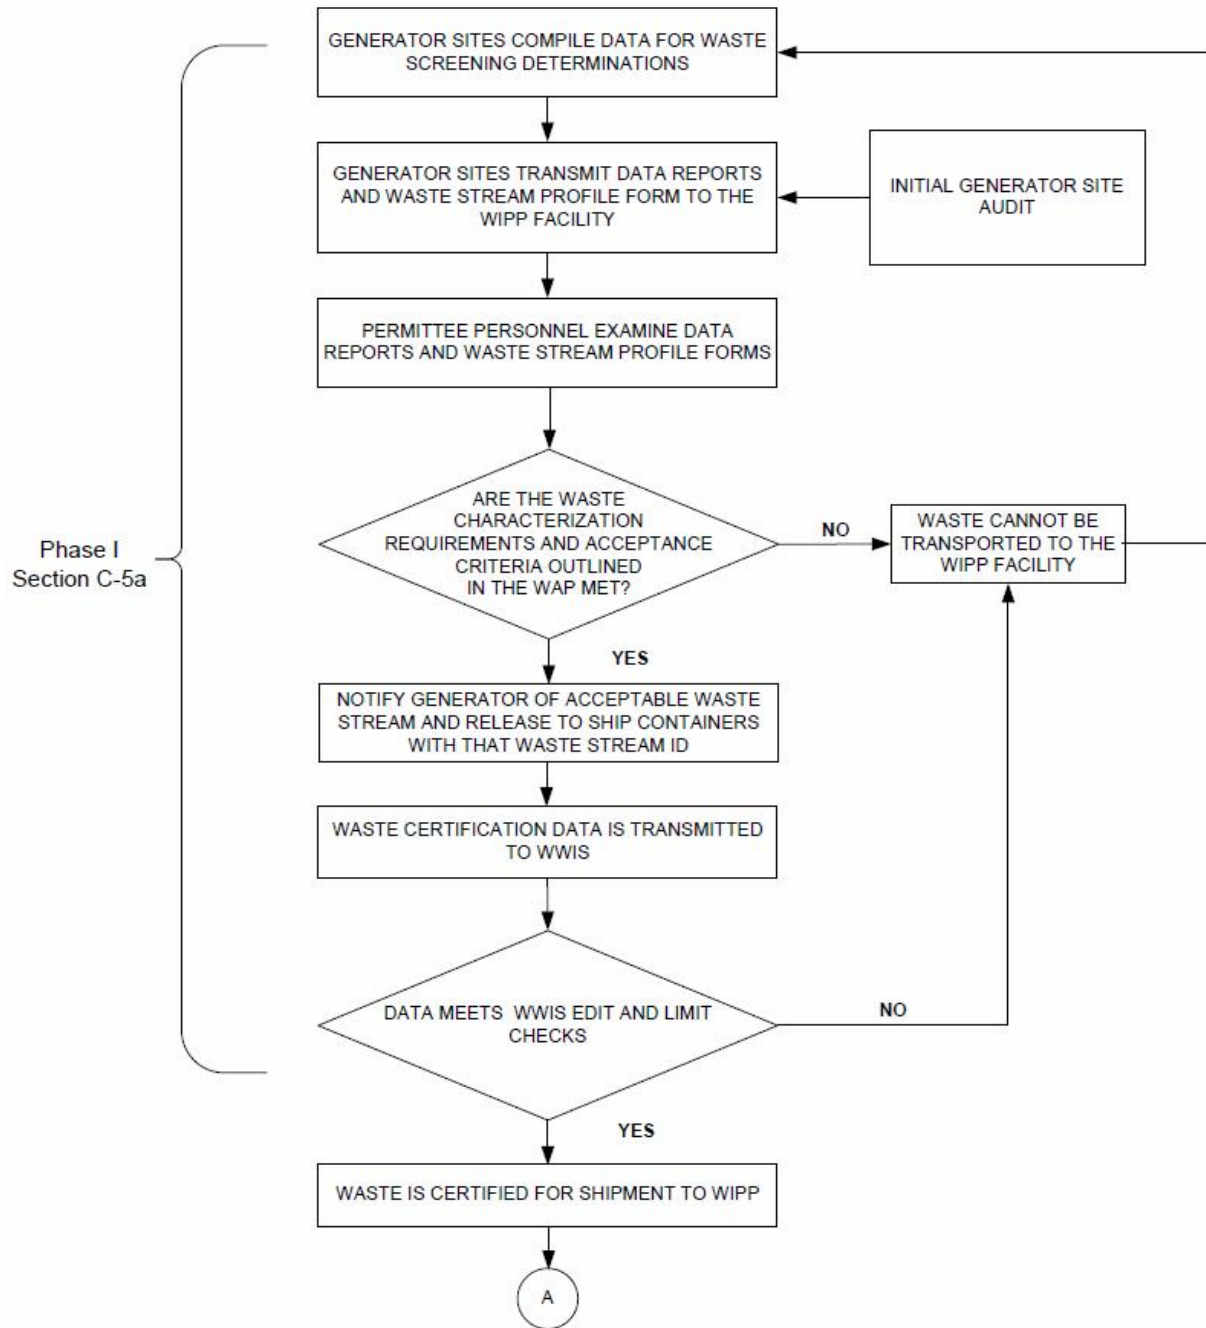 GENERATOR SITES COMPILE DATA FOR WASTE
SCREENING DETERMINATIONS
GENERATOR SITES TRANSMIT DATA REPORTS
AND WASTE STREAM PROFILE FORM TO THE
WIPP FACILITY
INITIAL GENERATOR SITE
AUDIT
PERMITTEE PERSONNEL EXAMINE DATA
REPORTS AND WASTE STREAM PROFILE FORMS
Phase I
Section C-5a
ARE THE WASTE
CHARACTERIZATION
REQUIREMENTS AND ACCEPTANCE
CRITERIA OUTLINED
IN THE WAP MET?
NO
WASTE CANNOT BE
TRANSPORTED TO THE
WIPP FACILITY
YES
NOTIFY GENERATOR OF ACCEPTABLE WASTE
STREAM AND RELEASE TO SHIP CONTAINERS
WITH THAT WASTE STREAM ID
WASTE CERTIFICATION DATA IS TRANSMITTED
TO WWIS
DATA MEETS WWIS EDIT AND LIMIT
CHECKS
NO
YES
WASTE IS CERTIFIED FOR SHIPMENT TO WIPP
A